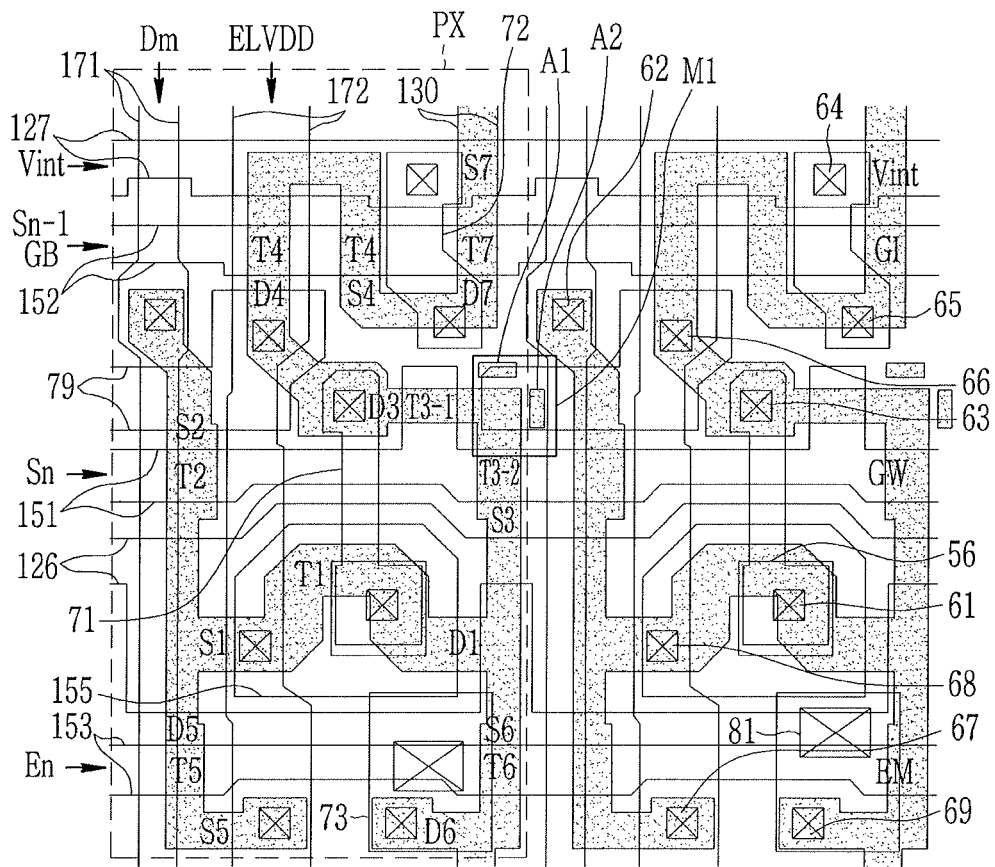 PX 72
A2
Dm ELVDD
A1 62 M1
171
172 130
127
64
Vint
S7 Vint
Sn-1
GB
T4 T4 T7 GI
152
D4 S4 D7
65
79
66
D3 T3-1
63
S2
Sn
T2 T3-2 GW
151
S3
126
56
T1
61
71
S1 D1
68
155
153
D5 S6 81 67
En
T5 T6 EM
73
S5 D6 69